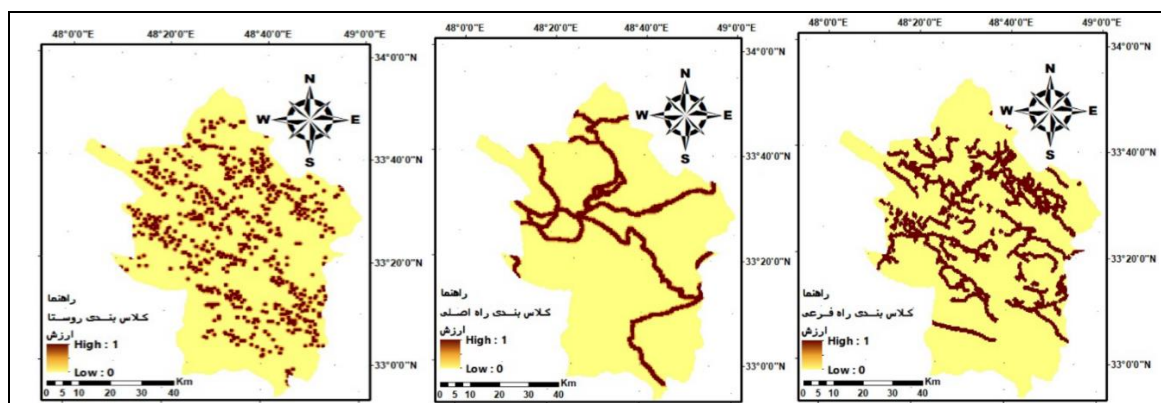 48°0'0"E 48°20'0"E 48°40'0"E 49°0'0"E
34°0'0"N
33°40'0"N
33°20'0"N
33°0'0"N
N
W E
S
راهنما
کلاس بندی روستا
ارزش
High : 1
Low : 0
Km
0 5 10 20 30 40
48°0'0"E 48°20'0"E 48°40'0"E 49°0'0"E
34°0'0"N
33°40'0"N
33°20'0"N
33°0'0"N
N
W E
S
راهنما
کلاس بندی راه اصلی
ارزش
High : 1
Low : 0
Km
0 5 10 20 30 40
48°0'0"E 48°20'0"E 48°40'0"E 49°0'0"E
34°0'0"N
33°40'0"N
33°20'0"N
33°0'0"N
N
W E
S
راهنما
کلاس بندی راه فرعی
ارزش
High : 1
Low : 0
Km
0 5 10 20 30 40